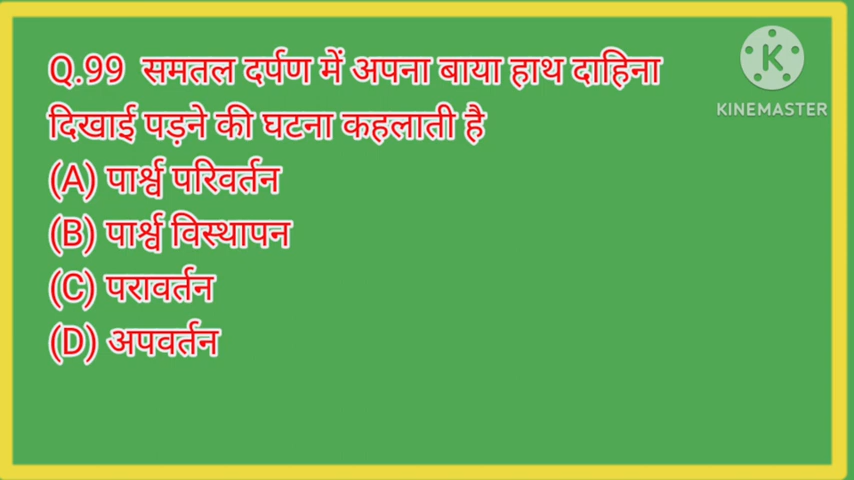 Q.99 समतल दर्पण में अपना बाया हाथ दाहिना
दिखाई पड़ने की घटना कहलाती है
(A) पार्श्व परिवर्तन
(B) पार्श्व विस्थापन
(C) परावर्तन
(D) अपवर्तन
K
KINEMASTER